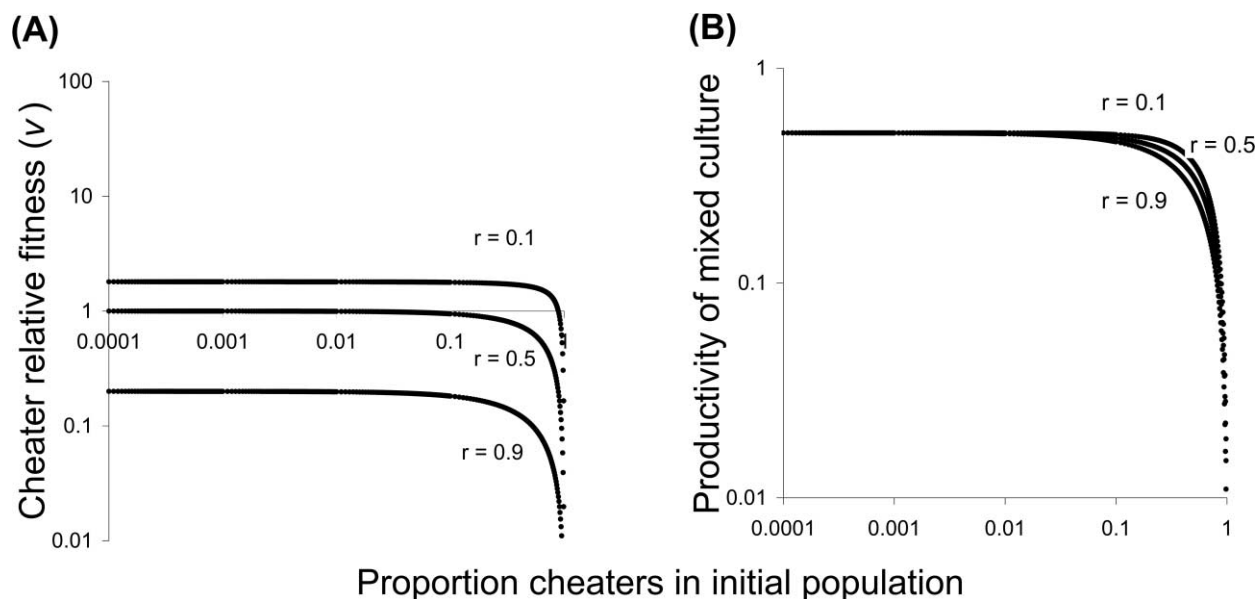 (A)
Cheater relative fitness (v )
100
10
1
0.1
0.01
0.0001 0.001 0.01 0.1
r = 0.1
r = 0.5
r = 0.9
(B)
Productivity of mixed culture
1
0.1
0.01
0.0001 0.001 0.01 0.1 1
r = 0.1
r = 0.5
r = 0.9
Proportion cheaters in initial population